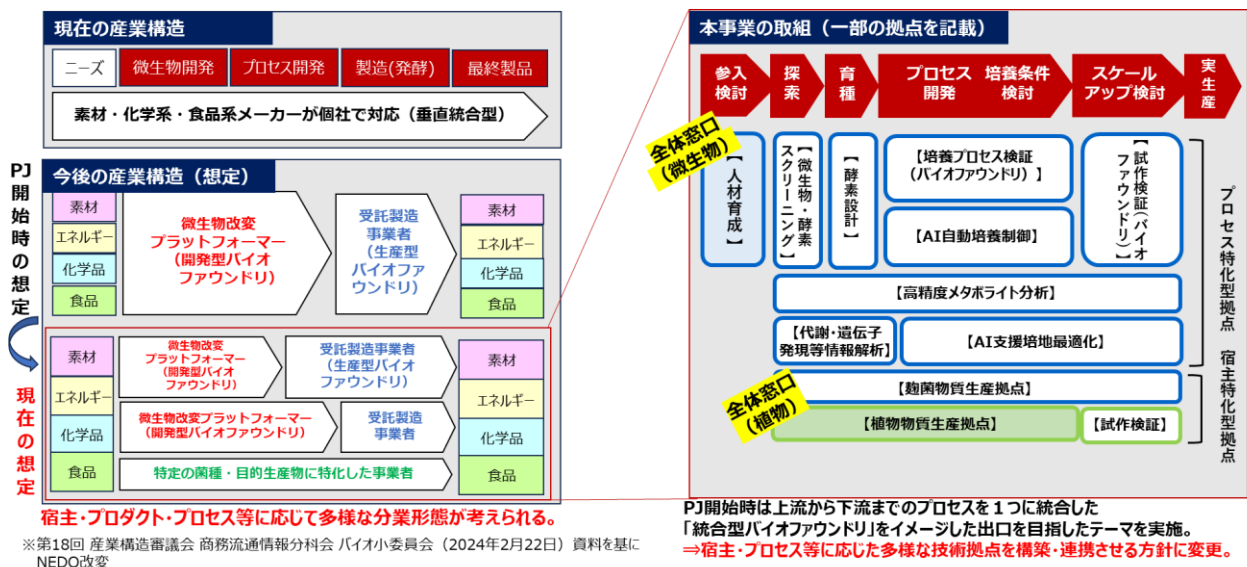 現在の産業構造
ニーズ
微生物開発
プロセス開発
製造(発酵)
最終製品
素材・化学系・食品系メーカーが個社で対応（垂直統合型）
PJ開始時の想定
今後の産業構造（想定）
素材
エネルギー
化学品
食品
微生物改変
プラットフォーマー
（開発型バイオ
ファウンドリ）
受託製造
事業者
（生産型
バイオファ
ウンドリ）
素材
エネルギー
化学品
食品
現在の想定
素材
エネルギー
化学品
食品
微生物改変
プラットフォーマー
（開発型バイオ
ファウンドリ）
受託製造事業者
（生産型バイオ
ファウンドリ）
微生物改変プラットフォーマー
（開発型バイオファウンドリ）
受託製造
事業者
特定の菌種・目的生産物に特化した事業者
素材
エネルギー
化学品
食品
宿主・プロダクト・プロセス等に応じて多様な分業形態が考えられる。
※第18回 産業構造審議会 商務流通情報分科会 バイオ小委員会（2024年2月22日）資料を基に
NEDO改変
本事業の取組（一部の拠点を記載）
参入
検討
探索
育種
プロセス
開発
培養条件
検討
スケール
アップ検討
実生産
全体窓口
（微生物）
【人材育成】
【微生物・酵素
スクリーニング】
【酵素設計】
【培養プロセス検証
（バイオファウンドリ）】
【AI自動培養制御】
【試作検証（バイオ
ファウンドリ）】
【高精度メタボライト分析】
【代謝・遺伝子
発現等情報解析】
【AI支援培地最適化】
プロセス特化型拠点
全体窓口
（植物）
【麹菌物質生産拠点】
【植物物質生産拠点】
【試作検証】
宿主特化型拠点
PJ開始時は上流から下流までのプロセスを１つに統合した
「統合型バイオファウンドリ」をイメージした出口を目指したテーマを実施。
⇒宿主・プロセス等に応じた多様な技術拠点を構築・連携させる方針に変更。